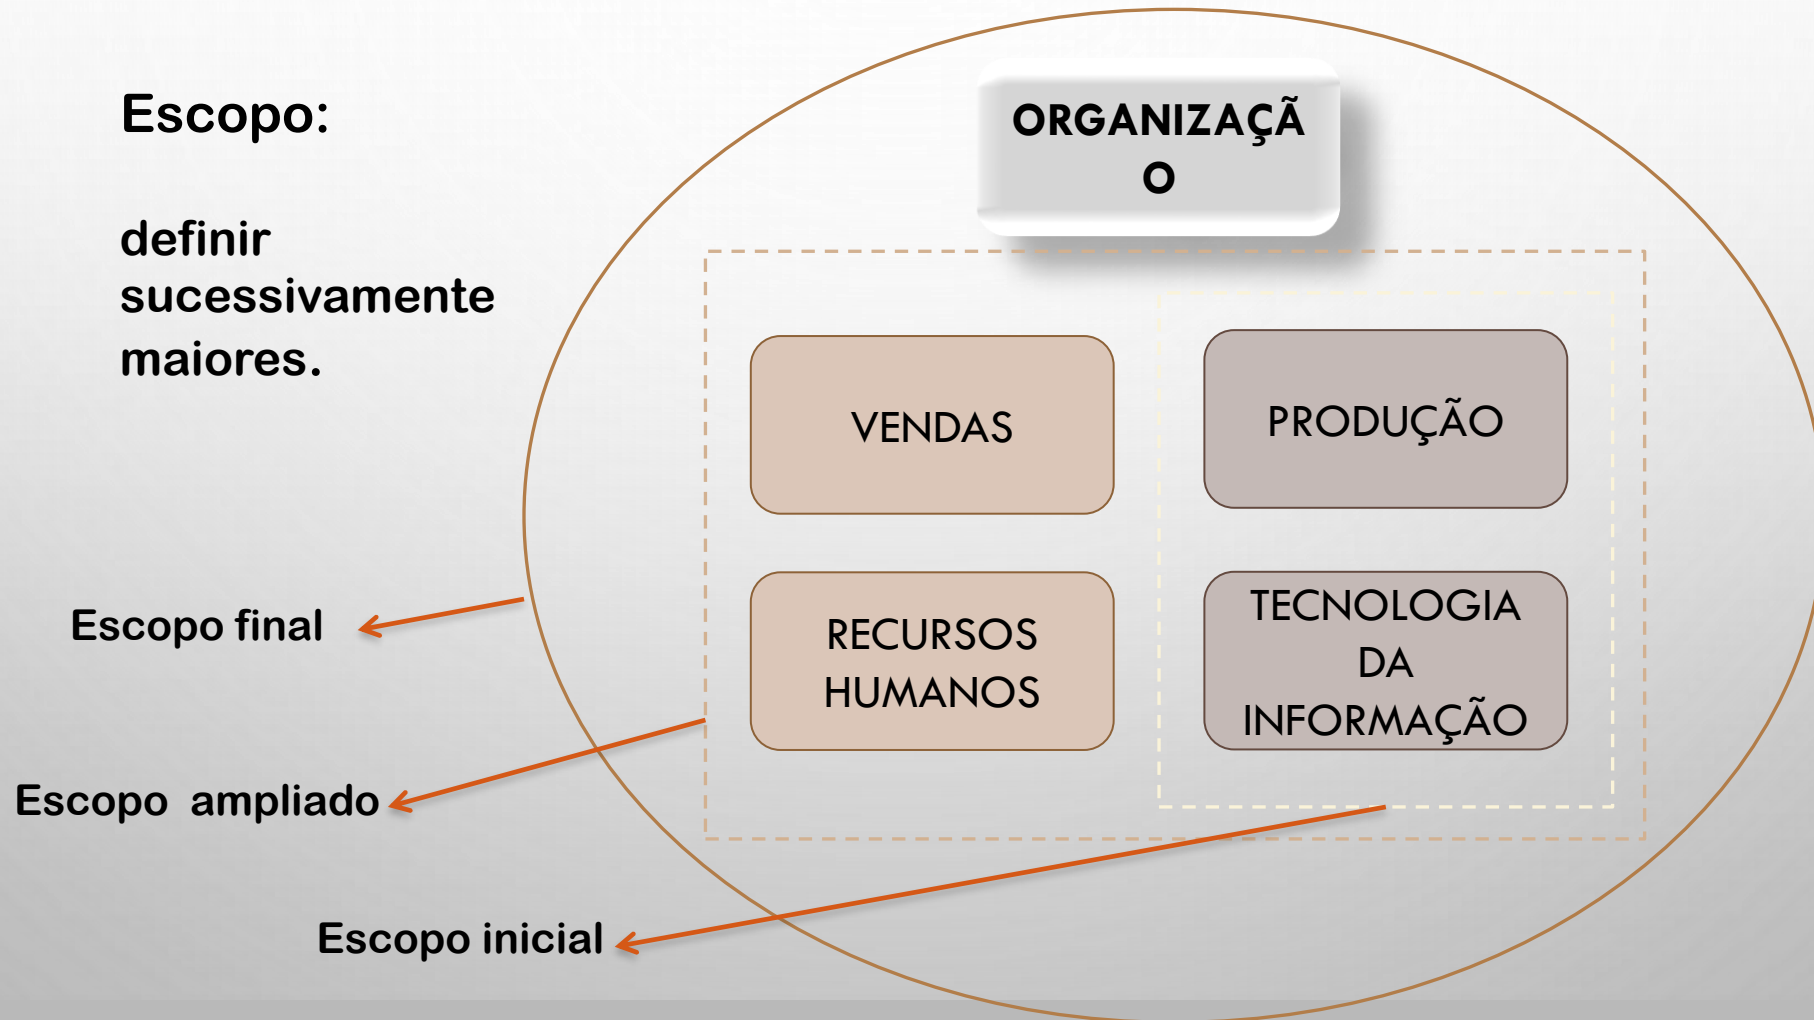 Escopo:
definir
sucessivamente
maiores.
ORGANIZAÇÃ
O
VENDAS
PRODUÇÃO
RECURSOS
HUMANOS
TECNOLOGIA
DA
INFORMAÇÃO
Escopo final
Escopo  ampliado
Escopo inicial